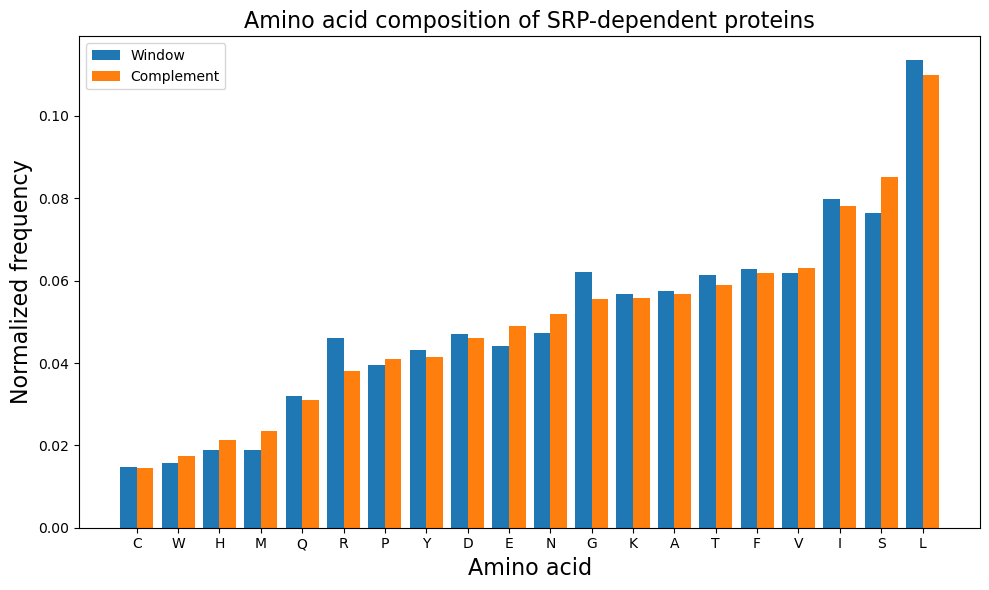 Amino acid composition of SRP-dependent proteins
Window
Complement
Normalized frequency
0.10
0.08
0.06
0.04
0.02
0.00
C W H M Q R P Y D E N G K A T F V I S L
Amino acid